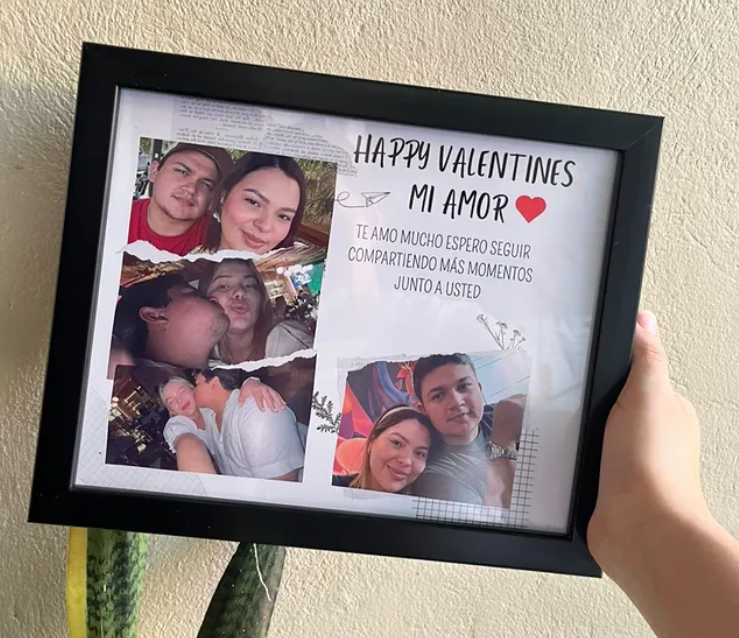 HAPPY VALENTINES
MI AMOR
TE AMO MUCHO ESPERO SEGUIR
COMPARTIENDO MÁS MOMENTOS
JUNTO A USTED